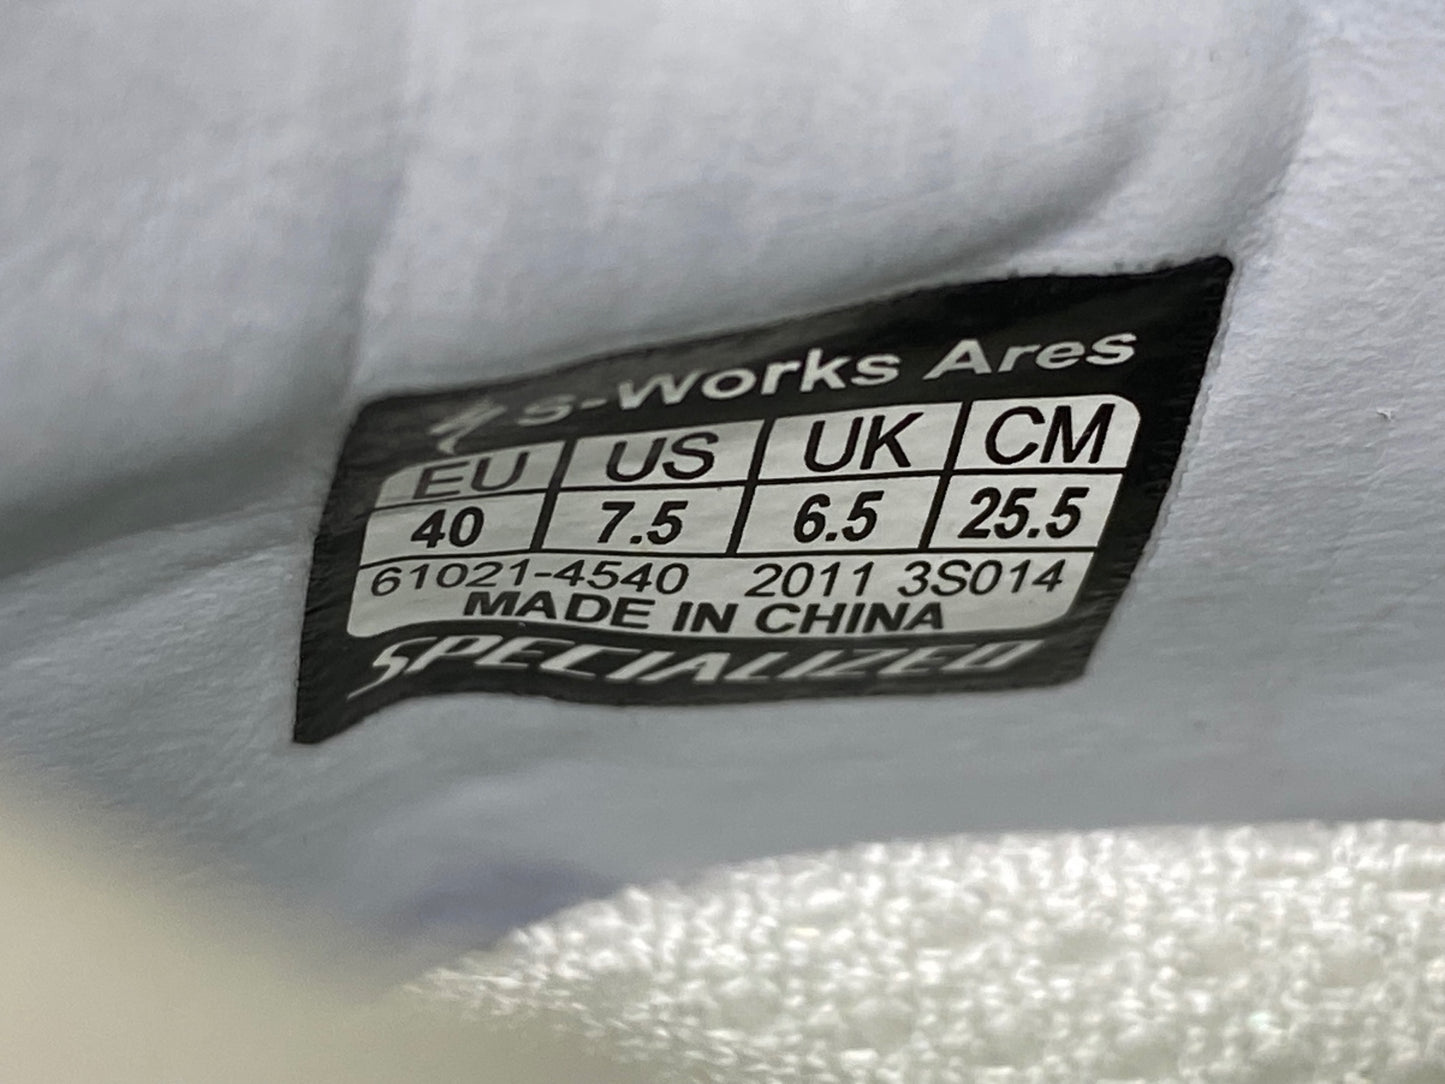 S-Works Ares
EU US UK CM
40 7.5 6.5 25.5
61021-4540 2011 3S014
MADE IN CHINA
SPECIALIZED